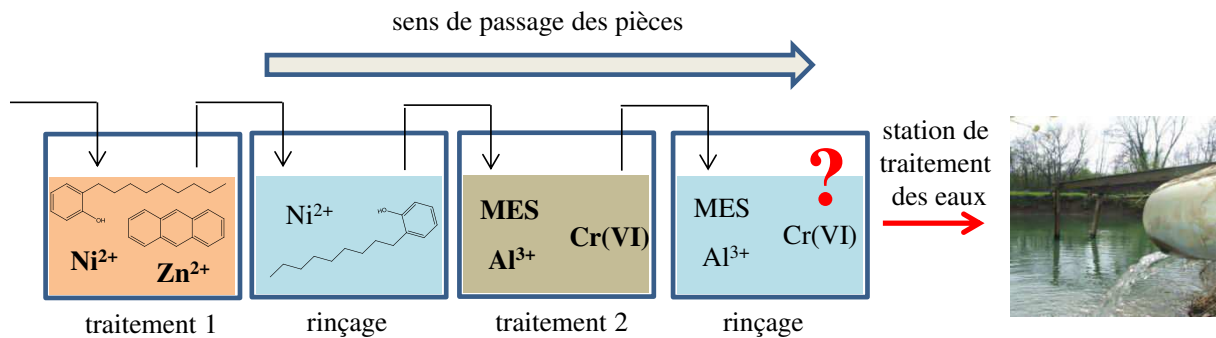 sens de passage des pièces
station de
traitement
des eaux
OH
Ni²⁺
Zn²⁺
traitement 1
Ni²⁺
HO
rinçage
MES
Al³⁺
Cr(VI)
traitement 2
MES
Al³⁺
?
Cr(VI)
rinçage